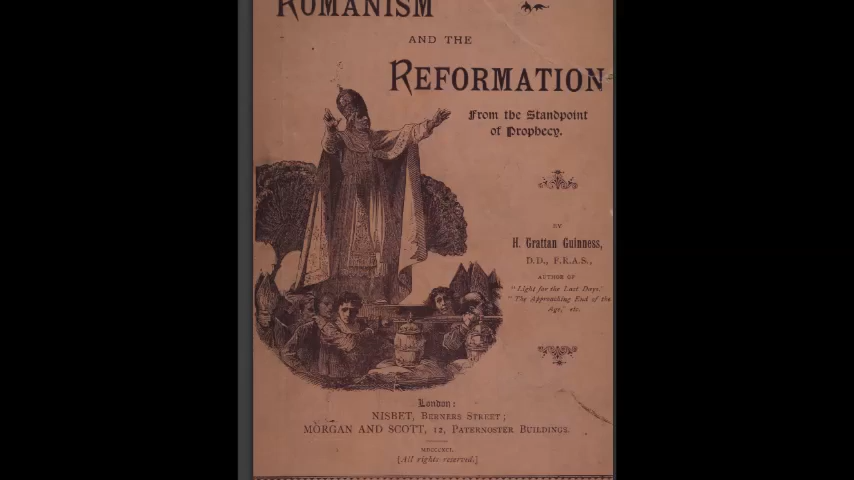 ROMANISM
AND THE
REFORMATION
From the Standpoint
of Prophecy.
BY
H. Grattan Guinness,
D.D., F.R.A.S.,
AUTHOR OF
"Light for the Last Days."
"The Approaching End of the
Age," etc.
London:
NISBET, BERNERS STREET;
MORGAN AND SCOTT, 12, PATERNOSTER BUILDINGS.
MDCCCXCI.
[All rights reserved.]